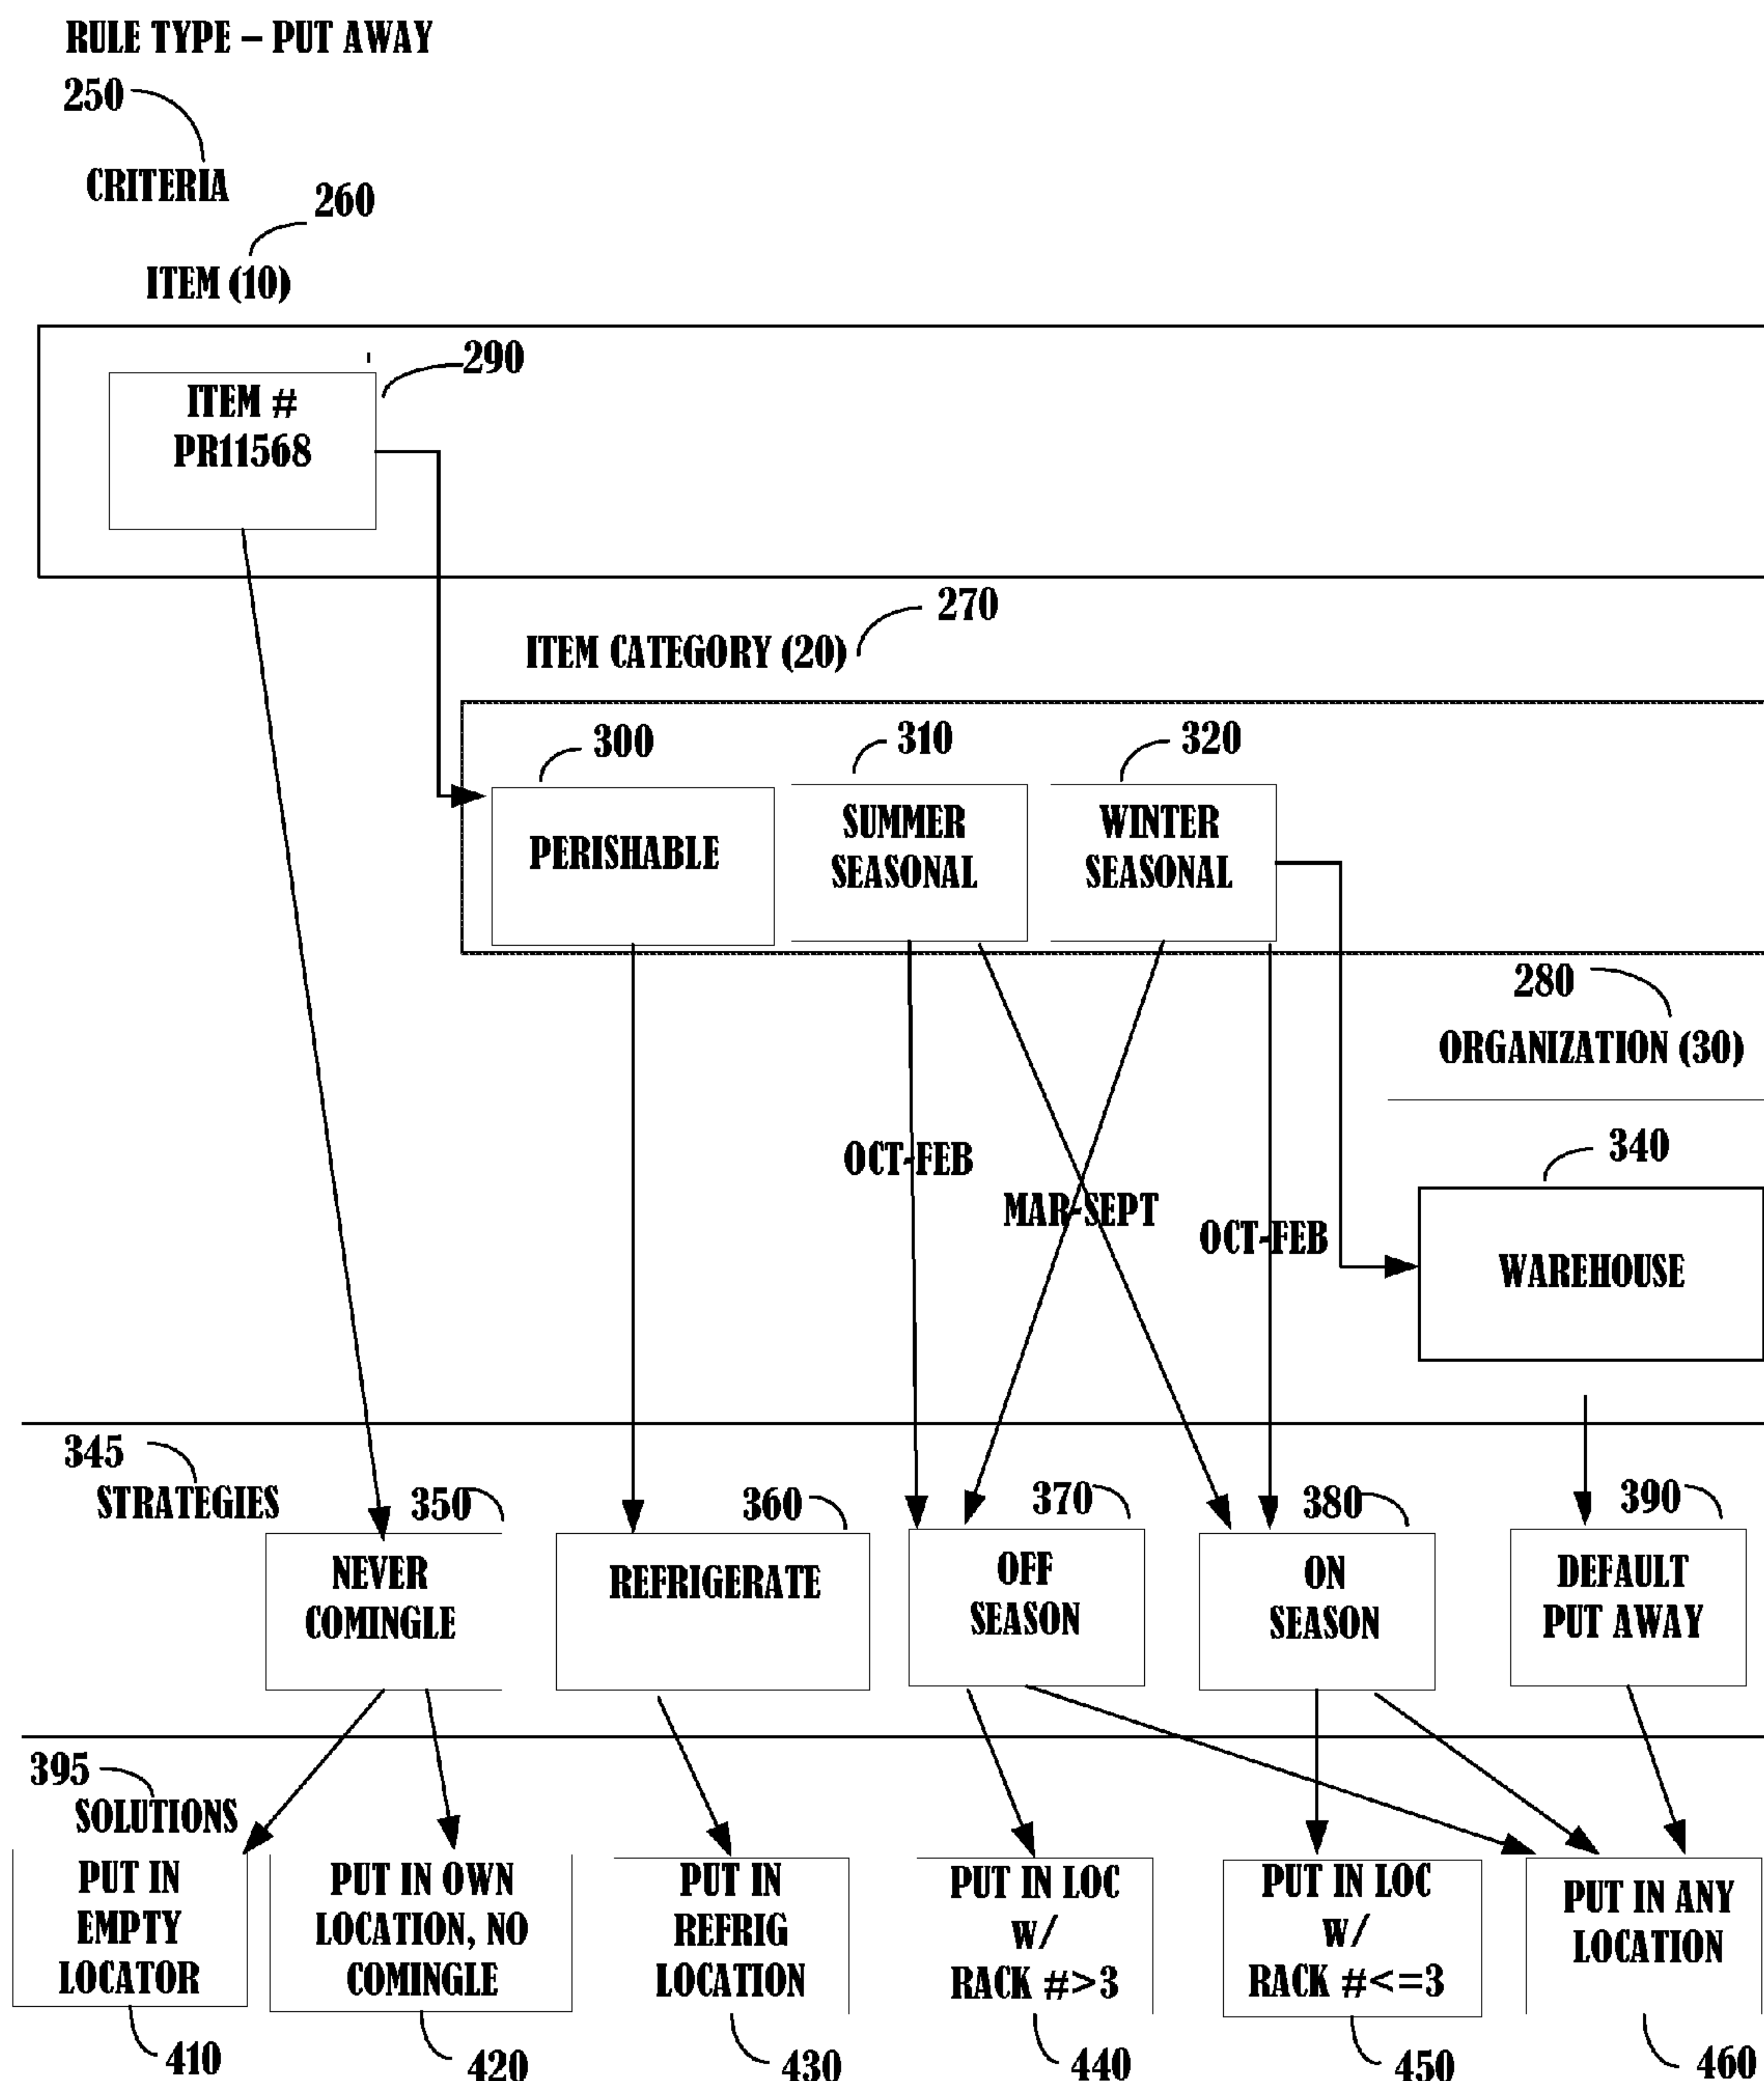 RULE TYPE – PUT AWAY
250
CRITERIA
260
ITEM (10)
290
ITEM #
PR11568
270
ITEM CATEGORY (20)
300
310
320
PERISHABLE
SUMMER
SEASONAL
WINTER
SEASONAL
280
ORGANIZATION (30)
340
OCT-FEB
MAR-SEPT
OCT-FEB
WAREHOUSE
345
STRATEGIES
350
360
370
380
390
NEVER
COMINGLE
REFRIGERATE
OFF
SEASON
ON
SEASON
DEFAULT
PUT AWAY
395
SOLUTIONS
PUT IN
EMPTY
LOCATOR
PUT IN OWN
LOCATION, NO
COMINGLE
PUT IN
REFRIG
LOCATION
PUT IN LOC
W/
RACK #>3
PUT IN LOC
W/
RACK #<=3
PUT IN ANY
LOCATION
410
420
430
440
450
460